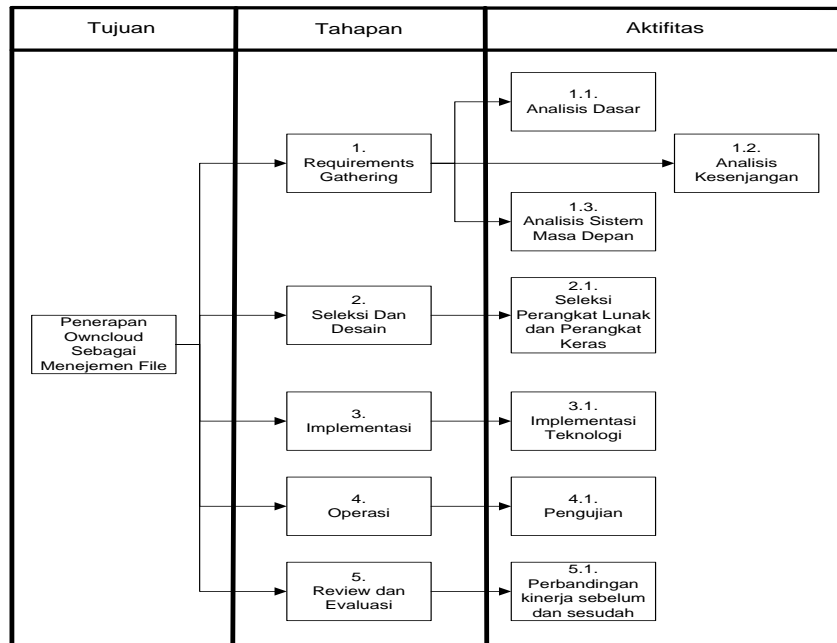 Tujuan
Tahapan
Aktifitas
1.1.
Analisis Dasar
1.
Requirements
Gathering
1.2.
Analisis
Kesenjangan
1.3.
Analisis Sistem
Masa Depan
Penerapan
Owncloud
Sebagai
Menejemen File
2.
Seleksi Dan
Desain
2.1.
Seleksi
Perangkat Lunak
dan Perangkat
Keras
3.
Implementasi
3.1.
Implementasi
Teknologi
4.
Operasi
4.1.
Pengujian
5.
Review dan
Evaluasi
5.1.
Perbandingan
kinerja sebelum
dan sesudah